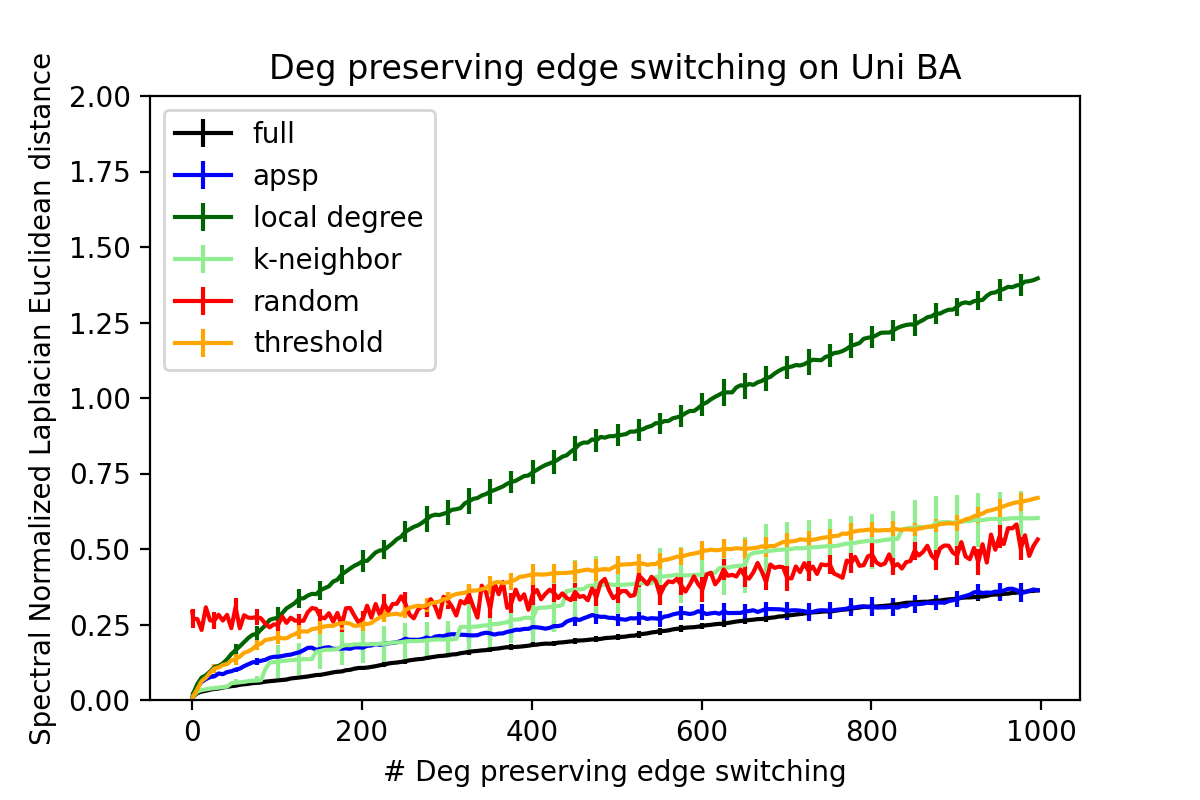 Deg preserving edge switching on Uni BA
Spectral Normalized Laplacian Euclidean distance
2.00
1.75
1.50
1.25
1.00
0.75
0.50
0.25
0.00
full
apsp
local degree
k-neighbor
random
threshold
0 200 400 600 800 1000
# Deg preserving edge switching